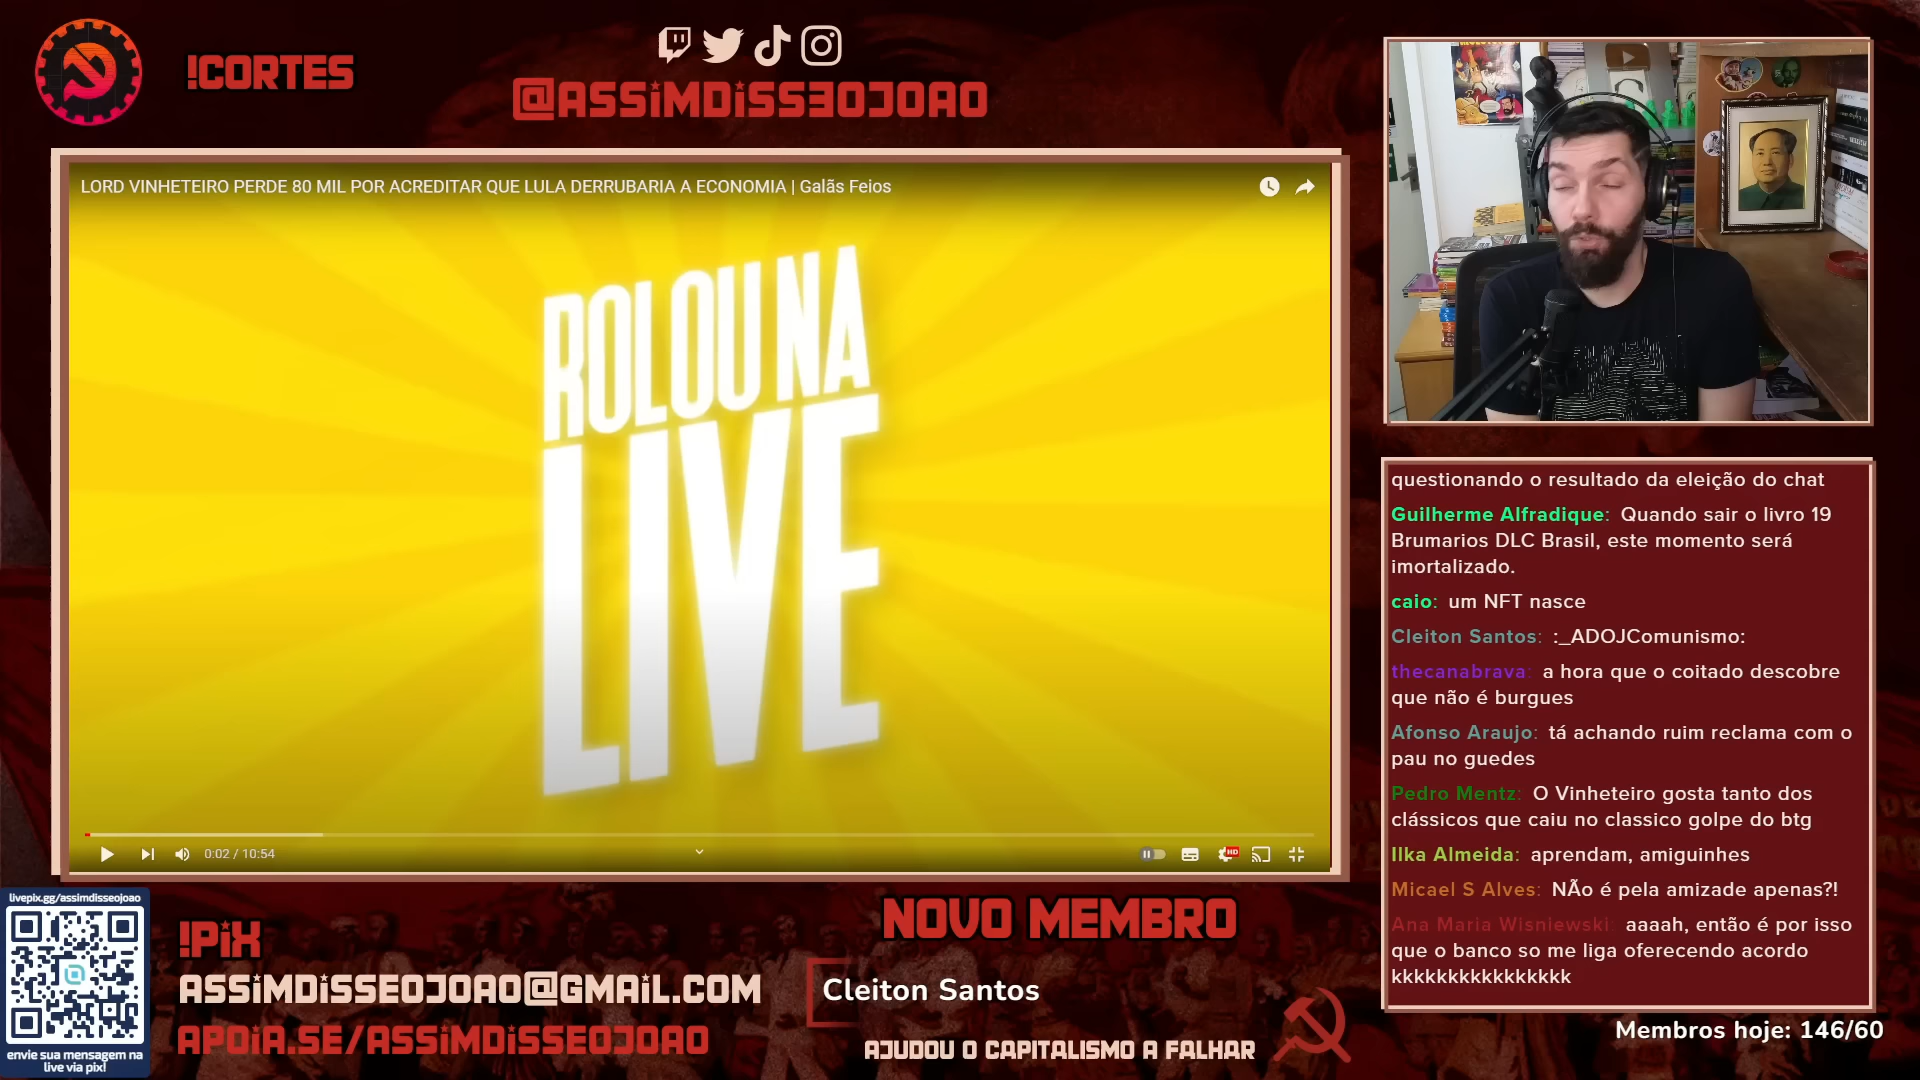 !CORTES
@ASSIMDISSEOJOAO
LORD VINHETEIRO PERDE 80 MIL POR ACREDITAR QUE LULA DERRUBARIA A ECONOMIA | Galãs Feios
ROLOU NA
LIVE
0:02 / 10:54
HD
questionando o resultado da eleição do chat
Guilherme Alfradique: Quando sair o livro 19
Brumarios DLC Brasil, este momento será
imortalizado.
caio: um NFT nasce
Cleiton Santos: :_ADOJComunismo:
thecanabrava: a hora que o coitado descobre
que não é burgues
Afonso Araujo: tá achando ruim reclama com o
pau no guedes
Pedro Mentz: O Vinheteiro gosta tanto dos
clássicos que caiu no classico golpe do btg
Ilka Almeida: aprendam, amiguinhes
Micael S Alves: NÃo é pela amizade apenas?!
Ana Maria Wisniewski: aaaah, então é por isso
que o banco so me liga oferecendo acordo
kkkkkkkkkkkkkkkk
Membros hoje: 146/60
livepix.gg/assimdisseojoao
envie sua mensagem na
live via pix!
!PIX
ASSIMDISSEOJOAO@GMAIL.COM
APOIA.SE/ASSIMDISSEOJOAO
NOVO MEMBRO
Cleiton Santos
AJUDOU O CAPITALISMO A FALHAR